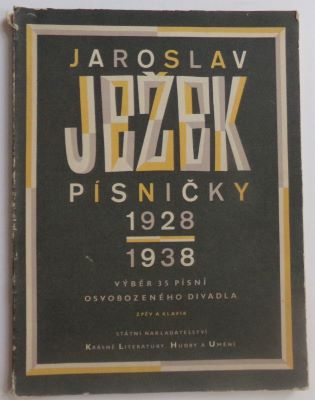 JAROSLAV
JEŽEK
PÍSNIČKY
1928
1938
VÝBĚR 35 PÍSNÍ
OSVOBOZENÉHO DIVADLA
ZPĚV A KLAVÍR
STÁTNÍ NAKLADATELSTVÍ
KRÁSNÉ LITERATURY, HUDBY A UMĚNÍ